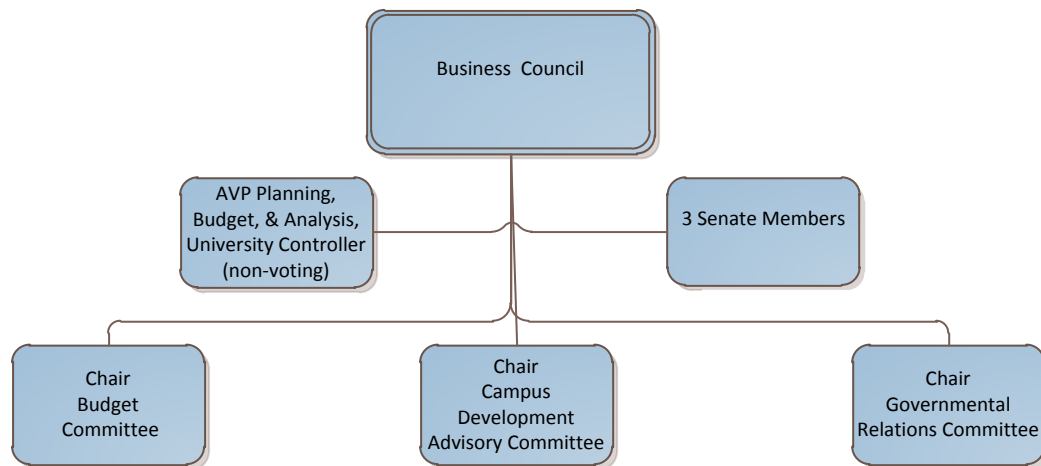 Business Council
AVP Planning,
Budget, & Analysis,
University Controller
(non-voting)
3 Senate Members
Chair
Budget
Committee
Chair
Campus
Development
Advisory Committee
Chair
Governmental
Relations Committee